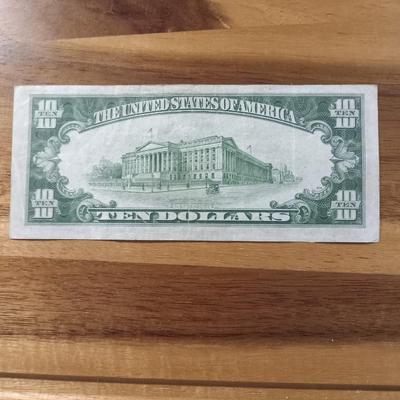 10 THE UNITED STATES OF AMERICA 10
TEN TEN
10 10
TEN TEN
TEN DOLLARS